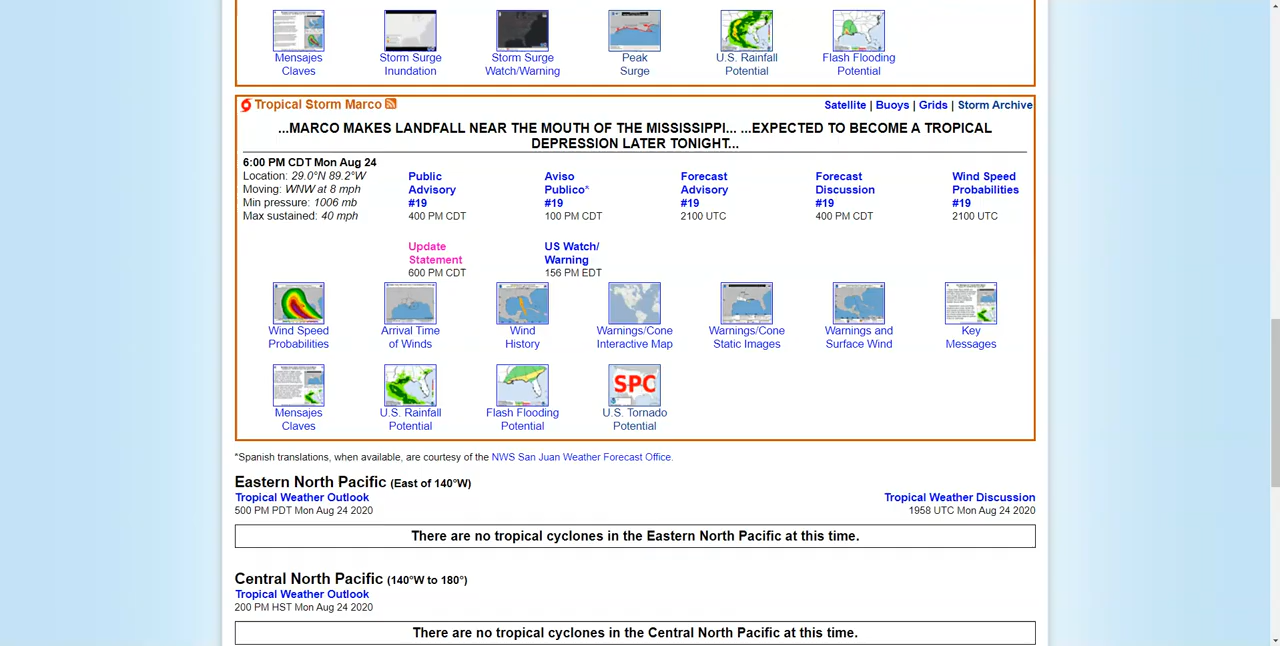 Mensajes Claves
Storm Surge Inundation
Storm Surge Watch/Warning
Peak Surge
U.S. Rainfall Potential
Flash Flooding Potential
Tropical Storm Marco
Satellite | Buoys | Grids | Storm Archive
...MARCO MAKES LANDFALL NEAR THE MOUTH OF THE MISSISSIPPI... ...EXPECTED TO BECOME A TROPICAL
DEPRESSION LATER TONIGHT...
6:00 PM CDT Mon Aug 24
Location: 29.0°N 89.2°W
Moving: WNW at 8 mph
Min pressure: 1006 mb
Max sustained: 40 mph
Public
Advisory
#19
400 PM CDT
Aviso
Publico*
#19
100 PM CDT
Forecast
Advisory
#19
2100 UTC
Forecast
Discussion
#19
400 PM CDT
Wind Speed
Probabilities
#19
2100 UTC
Update
Statement
600 PM CDT
US Watch/
Warning
156 PM EDT
Wind Speed
Probabilities
Arrival Time
of Winds
Wind
History
Warnings/Cone
Interactive Map
Warnings/Cone
Static Images
Warnings and
Surface Wind
Key
Messages
Mensajes
Claves
U.S. Rainfall
Potential
Flash Flooding
Potential
SPC
U.S. Tornado
Potential
*Spanish translations, when available, are courtesy of the NWS San Juan Weather Forecast Office.
Eastern North Pacific (East of 140°W)
Tropical Weather Outlook
500 PM PDT Mon Aug 24 2020
Tropical Weather Discussion
1958 UTC Mon Aug 24 2020
There are no tropical cyclones in the Eastern North Pacific at this time.
Central North Pacific (140°W to 180°)
Tropical Weather Outlook
200 PM HST Mon Aug 24 2020
There are no tropical cyclones in the Central North Pacific at this time.